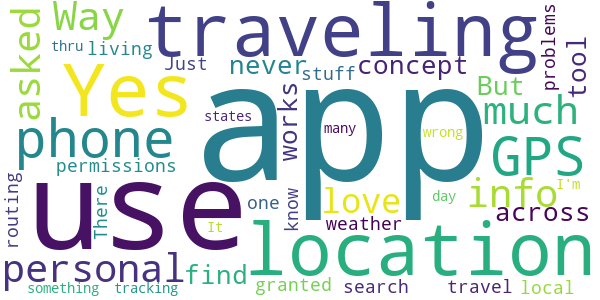 asked
Way
thru
living
traveling
problems
Just
never
stuff
concept
tool
Yes
But
app
phone
works
states
many
wrong
much
GPS
permissions
use
routing
There
one
know
love
weather
info
I'm
day
across
It
location
personal
find
granted
search
travel
local
something
tracking